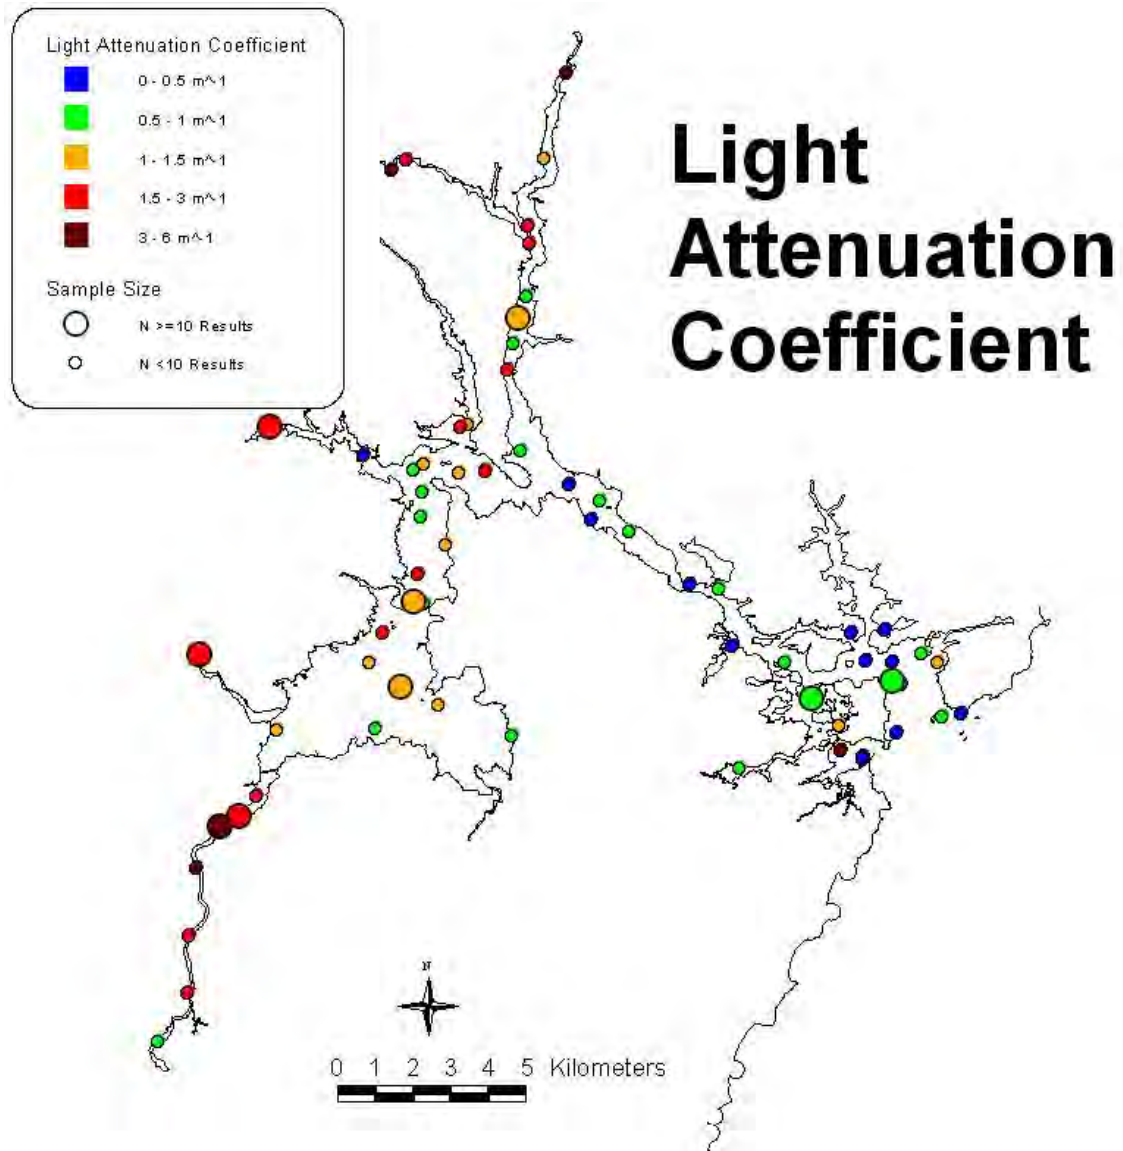 Light Attenuation Coefficient
0 - 0.5 m^-1
0.5 - 1 m^-1
1 - 1.5 m^-1
1.5 - 3 m^-1
3 - 6 m^-1
Sample Size
N >=10 Results
N <10 Results
Light
Attenuation
Coefficient
N
0 1 2 3 4 5 Kilometers